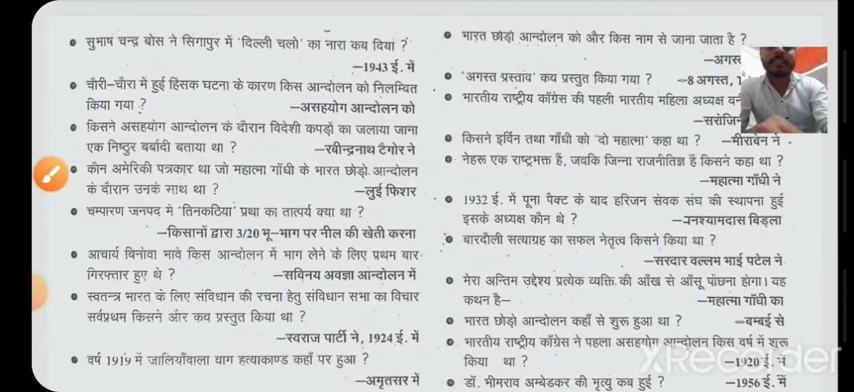 सुभाष चन्द्र बोस ने सिगापुर में 'दिल्ली चलो' का नारा कब दिया ?
–1943 ई. में
चौरी–चौरा में हुई हिंसक घटना के कारण किस आन्दोलन को निलम्बित
किया गया ? –असहयोग आन्दोलन को
किसने असहयोग आन्दोलन के दौरान विदेशी कपड़ों का जलाया जाना
एक निष्ठुर बर्बादी बताया था ? –रवीन्द्रनाथ टैगोर ने
कौन अमेरिकी पत्रकार था जो महात्मा गाँधी के भारत छोड़ो आन्दोलन
के दौरान उनके साथ था ? –लुई फिशर
चम्पारण जनपद मे 'तिनकठिया' प्रथा का तात्पर्य क्या था ?
–किसानों द्वारा 3/20 भू–भाग पर नील की खेती करना
आचार्य बिनोवा भावे किस आन्दोलन में भाग लेने के लिए प्रथम बार
गिरफ्तार हुए थे ? –सविनय अवज्ञा आन्दोलन में
स्वतन्त्र भारत के लिए संविधान की रचना हेतु संविधान सभा का विचार
सर्वप्रथम किसने और कब प्रस्तुत किया था ?
–स्वराज पार्टी ने, 1924 ई. में
वर्ष 1919 में जालियाँवाला बाग हत्याकाण्ड कहाँ पर हुआ ?
–अमृतसर में
भारत छोड़ो आन्दोलन को और किस नाम से जाना जाता है ?
–अगस्
'अगस्त प्रस्ताव' कब प्रस्तुत किया गया ? –8 अगस्त, 1
भारतीय राष्ट्रीय काँग्रेस की पहली भारतीय महिला अध्यक्ष
–सरोजिन
किसने इर्विन तथा गाँधी को 'दो महात्मा' कहा था ? –मीराबेन ने
नेहरू एक राष्ट्रभक्त हैं, जबकि जिन्ना राजनीतिज्ञ हैं किसने कहा था ?
–महात्मा गाँधी ने
1932 ई. में पूना पैक्ट के बाद हरिजन सेवक संघ की स्थापना हुई
इसके अध्यक्ष कौन थे ? –घनश्यामदास बिड़ला
बारदौली सत्याग्रह का सफल नेतृत्व किसने किया था ?
–सरदार वल्लम भाई पटेल ने
मेरा अन्तिम उद्देश्य प्रत्येक व्यक्ति की आँख से आँसू पोंछना होगा। यह
कथन है– –महात्मा गाँधी का
भारत छोड़ो आन्दोलन कहाँ से शुरू हुआ था ? –बम्बई से
भारतीय राष्ट्रीय काँग्रेस ने पहला असहयोग आन्दोलन किस वर्ष में शुरू
किया था ? –1920 ई. में
डॉ. भीमराव अम्बेडकर की मृत्यु कब हुई ? –1956 ई. में
XRecorder